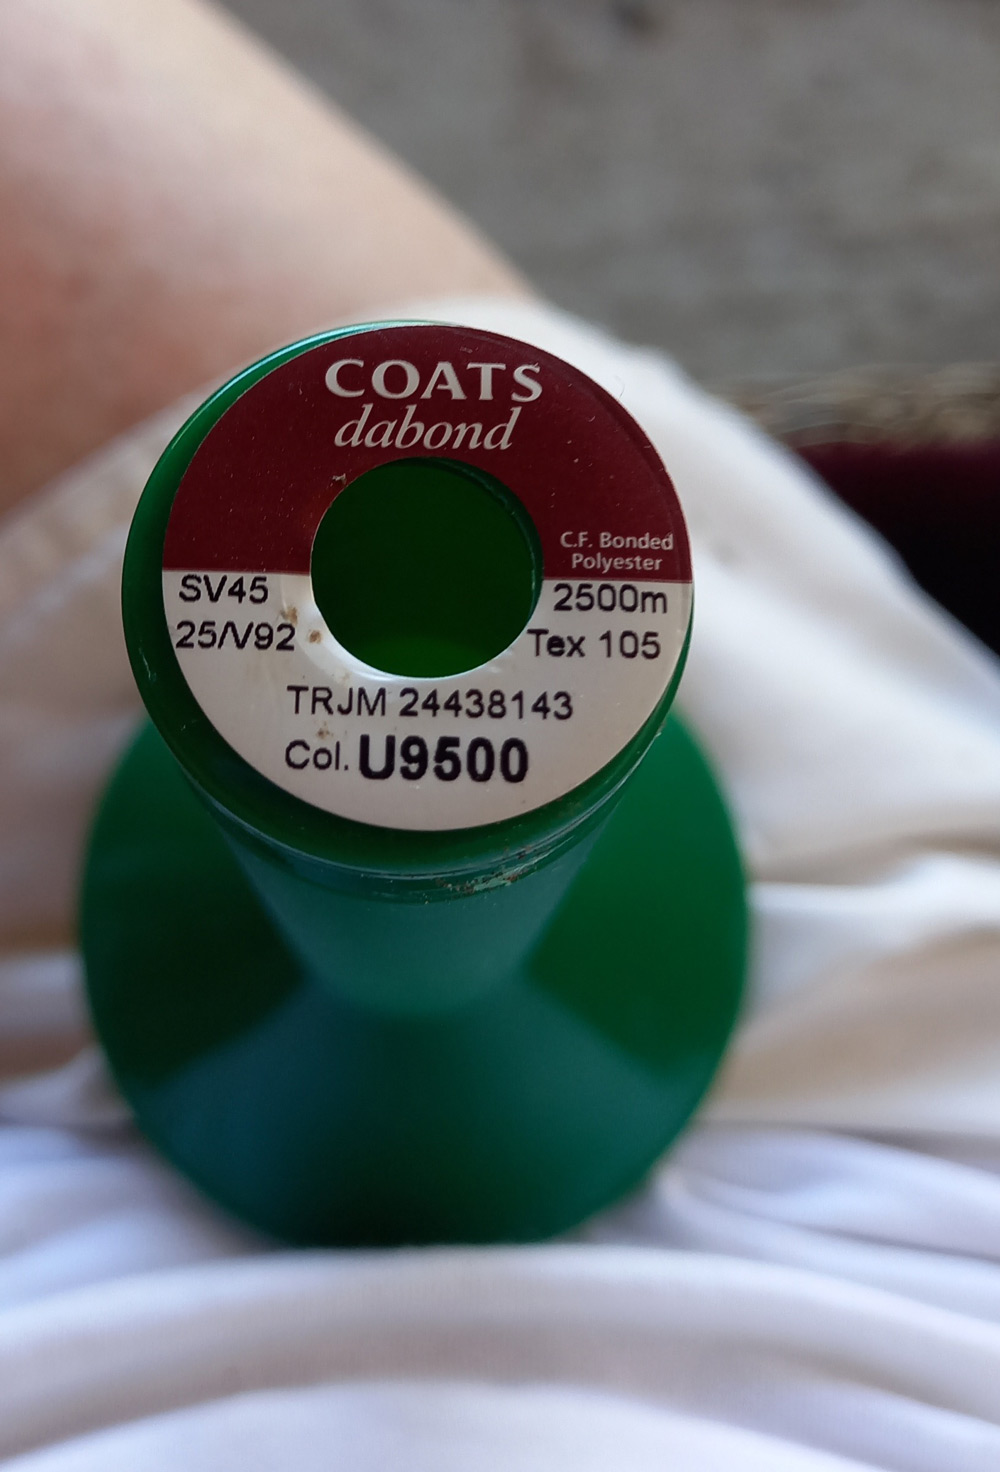 COATS
dabond
C.F. Bonded
Polyester
SV45
2500m
25/V92
Tex 105
TRJM 24438143
Col. U9500